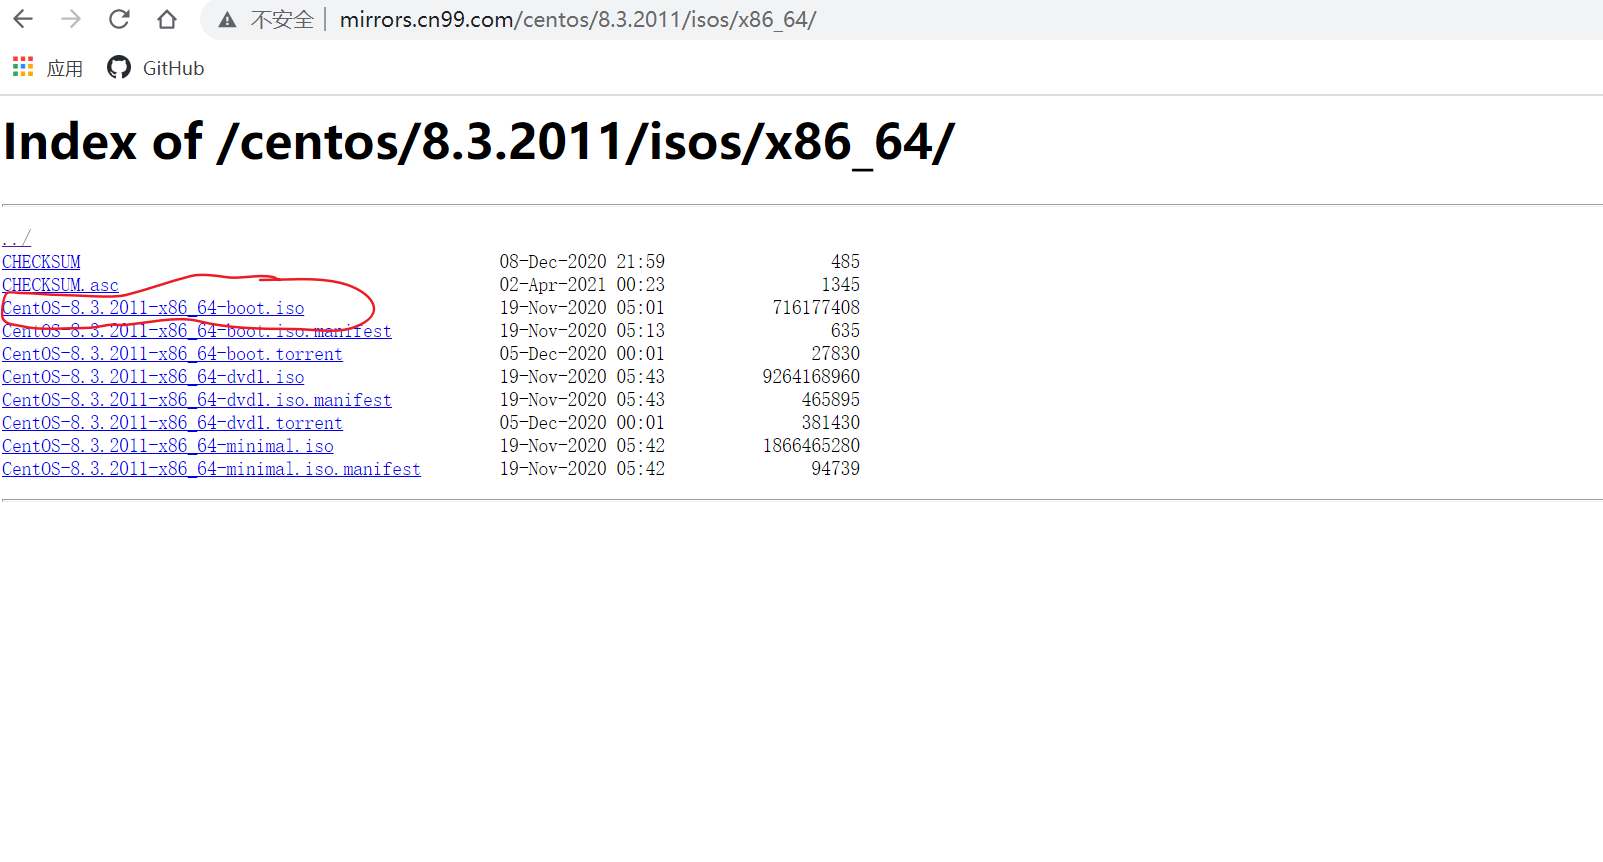 不安全 mirrors.cn99.com/centos/8.3.2011/isos/x86_64/
应用 GitHub
Index of /centos/8.3.2011/isos/x86_64/
../
CHECKSUM 08-Dec-2020 21:59 485
CHECKSUM.asc 02-Apr-2021 00:23 1345
CentOS-8.3.2011-x86_64-boot.iso 19-Nov-2020 05:01 716177408
CentOS-8.3.2011-x86_64-boot.iso.manifest 19-Nov-2020 05:13 635
CentOS-8.3.2011-x86_64-boot.torrent 05-Dec-2020 00:01 27830
CentOS-8.3.2011-x86_64-dvd1.iso 19-Nov-2020 05:43 9264168960
CentOS-8.3.2011-x86_64-dvd1.iso.manifest 19-Nov-2020 05:43 465895
CentOS-8.3.2011-x86_64-dvd1.torrent 05-Dec-2020 00:01 381430
CentOS-8.3.2011-x86_64-minimal.iso 19-Nov-2020 05:42 1866465280
CentOS-8.3.2011-x86_64-minimal.iso.manifest 19-Nov-2020 05:42 94739